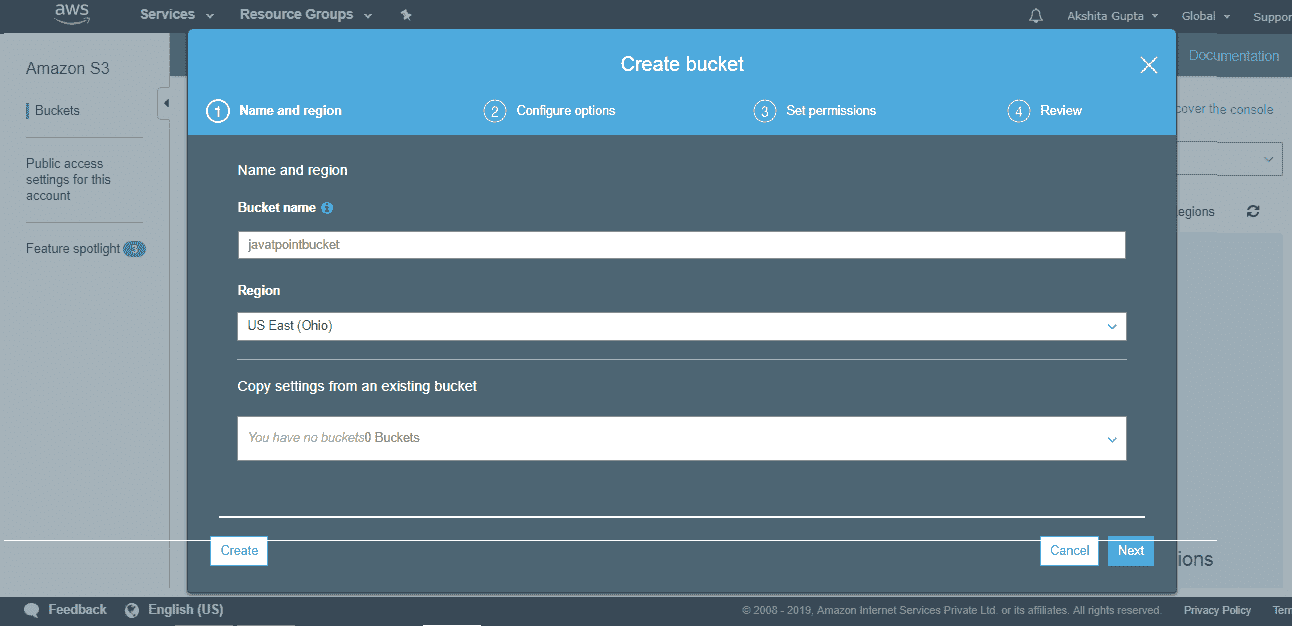 aws Services Resource Groups Akshita Gupta Global Suppor
Amazon S3
Documentation
Create bucket
1 Name and region 2 Configure options 3 Set permissions 4 Review
Buckets
cover the console
Public access
settings for this
account
Name and region
Bucket name
egions
javatpointbucket
Feature spotlight
Region
US East (Ohio)
Copy settings from an existing bucket
You have no buckets0 Buckets
Create Cancel Next
ions
Feedback English (US) © 2008 - 2019, Amazon Internet Services Private Ltd. or its affiliates. All rights reserved. Privacy Policy Tern